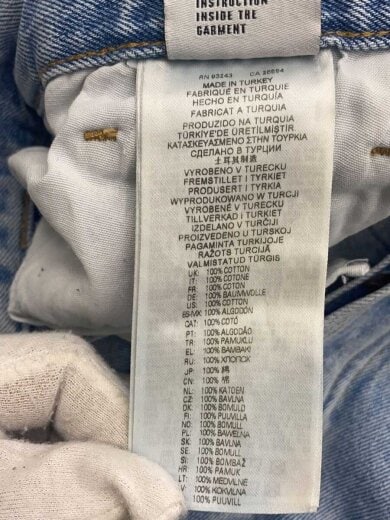 INSTRUCTION
INSIDE THE
GARMENT
RN 93243 CA 26694
MADE IN TURKEY
FABRIQUÉ EN TURQUIE
HECHO EN TURQUÍA
FABRICAT A TURQUIA
PRODUZIDO NA TURQUIA
TÜRKİYE'DE ÜRETİLMİŞTİR
ΚΑΤΑΣΚΕΥΑΣΜΕΝΟ ΣΤΗΝ ΤΟΥΡΚΙΑ
СДЕЛАНО В ТУРЦИИ
土耳其制造
VYROBENO V TURECKU
FREMSTILLET I TYRKIET
PRODUSERT I TYRKIA
WYPRODUKOWANO W TURCJI
VYROBENÉ V TURECKU
TILLVERKAD I TURKIET
IZDELANO V TURČIJI
PROIZVEDENO U TURSKOJ
PAGAMINTA TURKIJOJE
RAŽOTS TURCIJĀ
VALMISTATUD TÜRGIS
UK: 100% COTTON
IT: 100% COTONE
FR: 100% COTON
DE: 100% BAUMWOLLE
US: 100% COTTON
ES-MX: 100% ALGODÓN
CAT: 100% COTÓ
PT: 100% ALGODÃO
TR: 100% PAMUKLU
EL: 100% ΒΑΜΒΑΚΙ
RU: 100% ХЛОПОК
JP: 100% 綿
CN: 100% 棉
NL: 100% KATOEN
CZ: 100% BAVLNA
DK: 100% BOMULD
FI: 100% PUUVILLA
NO: 100% BOMULL
PL: 100% BAWEŁNA
SK: 100% BAVLNA
SE: 100% BOMULL
SI: 100% BOMBAŽ
HR: 100% PAMUK
LT: 100% MEDVILNĖ
V: 100% KOKVILNA
100% PUUVILL